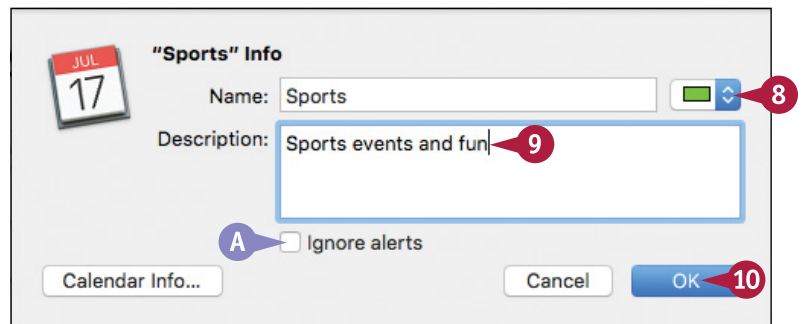 JUL
17
"Sports" Info
Name: Sports
8
Description: Sports events and fun
9
A
Ignore alerts
Calendar Info...
Cancel
OK
10